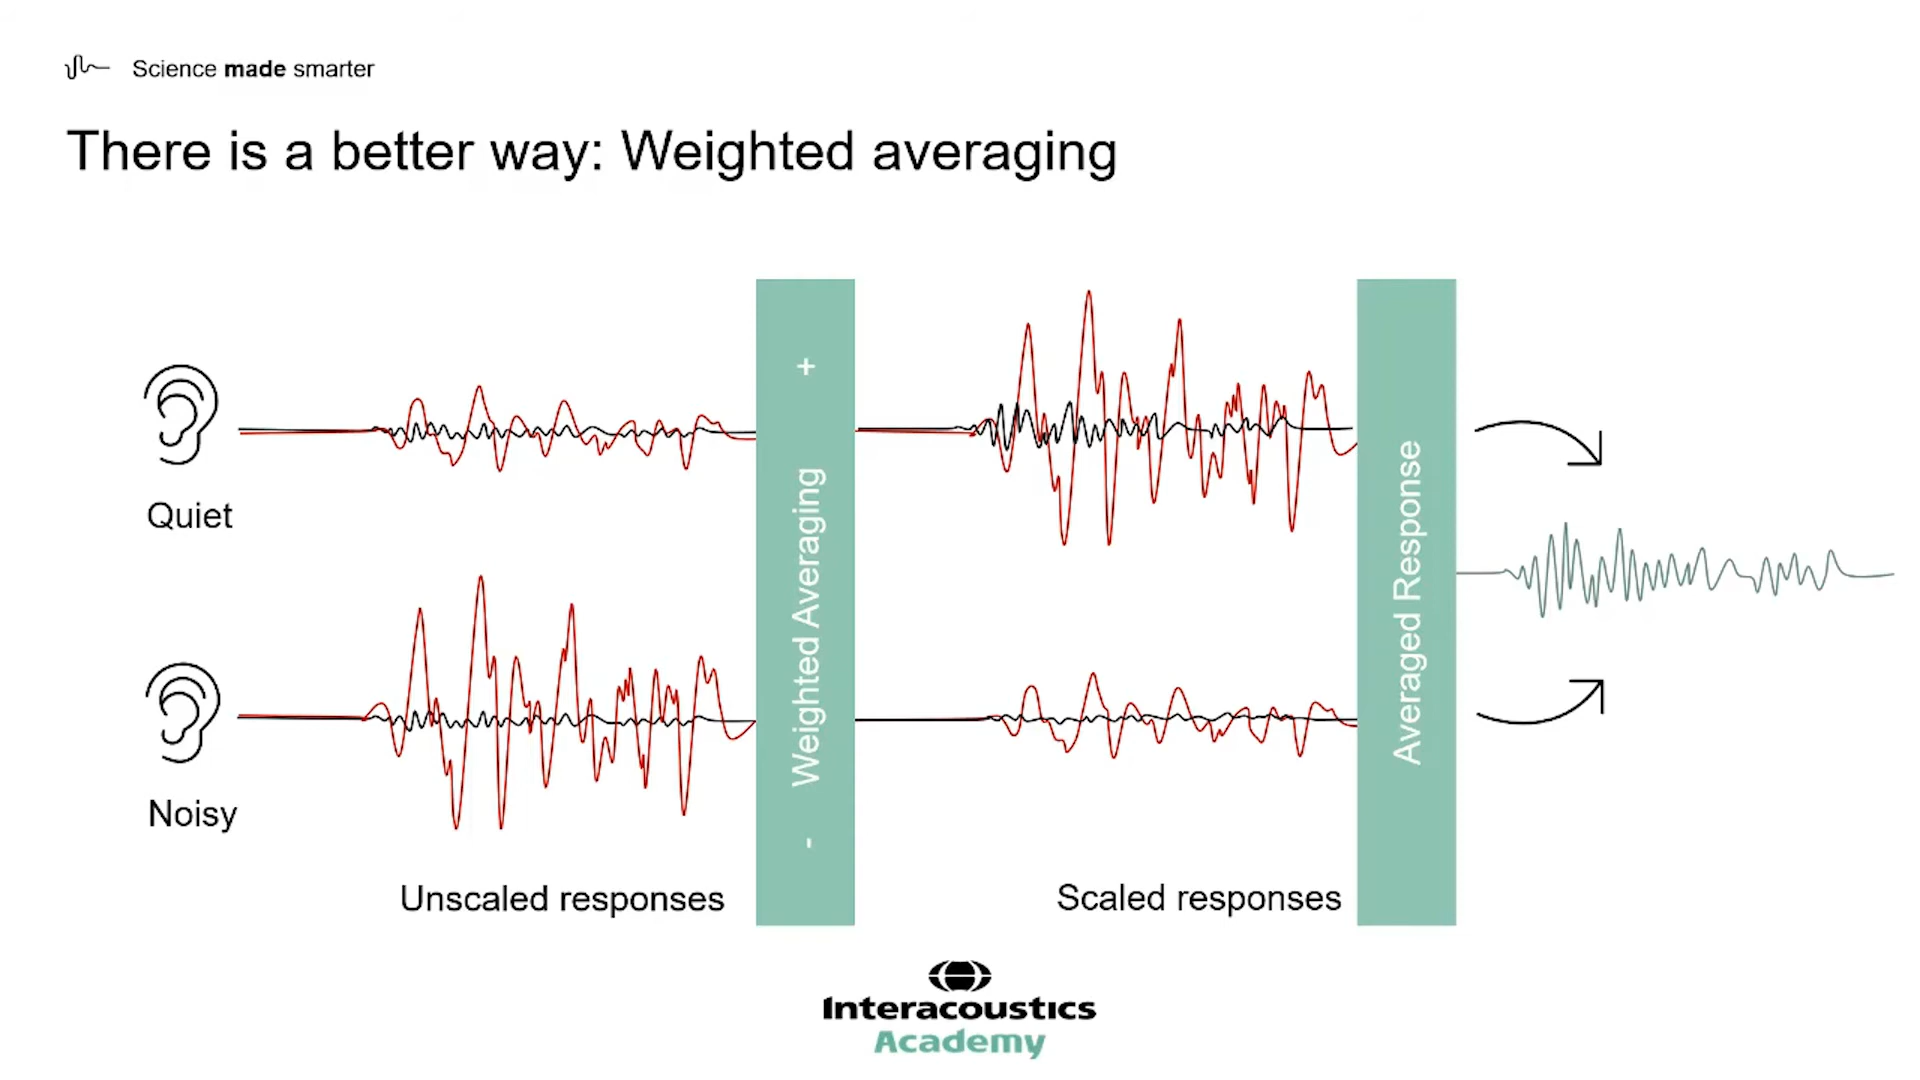 Science made smarter
There is a better way: Weighted averaging
Quiet
Noisy
Unscaled responses
- Weighted Averaging +
Scaled responses
Averaged Response
Interacoustics
Academy